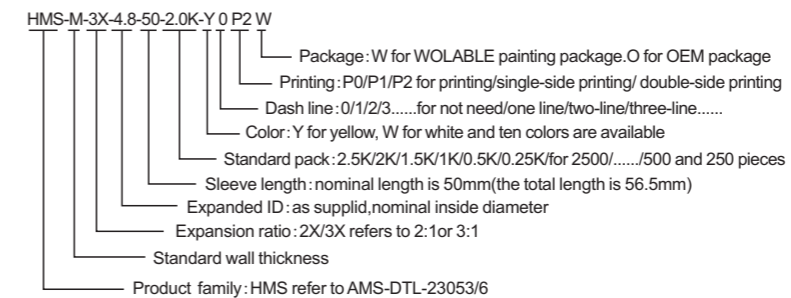 HMS-M-3X-4.8-50-2.0K-Y 0 P2 W
Package:W for WOLABLE painting package.O for OEM package
Printing:P0/P1/P2 for printing/single-side printing/ double-side printing
Dash line:0/1/2/3......for not need/one line/two-line/three-line......
Color:Y for yellow, W for white and ten colors are available
Standard pack:2.5K/2K/1.5K/1K/0.5K/0.25K/for 2500/....../500 and 250 pieces
Sleeve length:nominal length is 50mm(the total length is 56.5mm)
Expanded ID:as supplid,nominal inside diameter
Expansion ratio:2X/3X refers to 2:1or 3:1
Standard wall thickness
Product family:HMS refer to AMS-DTL-23053/6